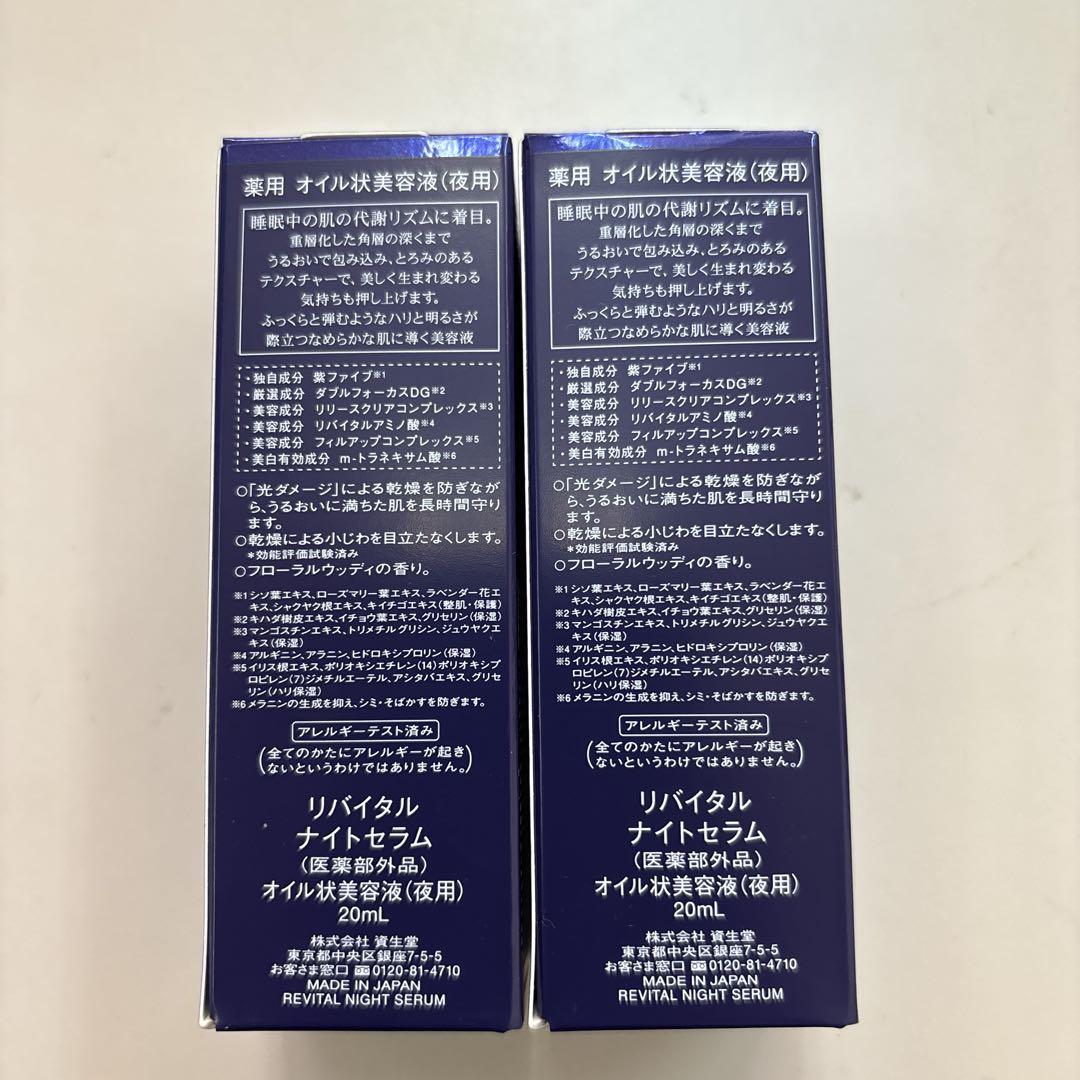 薬用 オイル状美容液(夜用)
睡眠中の肌の代謝リズムに着目。
重層化した角層の深くまで
うるおいで包み込み、とろみのある
テクスチャーで、美しく生まれ変わる
気持ちも押し上げます。
ふっくらと弾むようなハリと明るさが
際立つなめらかな肌に導く美容液
・独自成分 紫ファイブ※1
・厳選成分 ダブルフォーカスDG※2
・美容成分 リリースクリアコンプレックス※3
・美容成分 リバイタルアミノ酸※4
・美容成分 フィルアップコンプレックス※5
・美白有効成分 m-トラネキサム酸※6
○「光ダメージ」による乾燥を防ぎなが
ら、うるおいに満ちた肌を長時間守り
ます。
○乾燥による小じわを目立たなくします。
*効能評価試験済み
○フローラルウッディの香り。
※1 シソ葉エキス、ローズマリー葉エキス、ラベンダー花エ
キス、シャクヤク根エキス、キイチゴエキス(整肌・保護)
※2 キハダ樹皮エキス、イチョウ葉エキス、グリセリン(保湿)
※3 マンゴスチンエキス、トリメチルグリシン、ジュウヤクエ
キス(保湿)
※4 アルギニン、アラニン、ヒドロキシプロリン(保湿)
※5 イリス根エキス、ポリオキシエチレン(14)ポリオキシプ
ロピレン(7)ジメチルエーテル、アシタバエキス、グリセ
リン(ハリ保湿)
※6 メラニンの生成を抑え、シミ・そばかすを防ぎます。
アレルギーテスト済み
(全てのかたにアレルギーが起き
ないというわけではありません。)
リバイタル
ナイトセラム
(医薬部外品)
オイル状美容液(夜用)
20mL
株式会社 資生堂
東京都中央区銀座7-5-5
お客さま窓口 0120-81-4710
MADE IN JAPAN
REVITAL NIGHT SERUM
薬用 オイル状美容液(夜用)
睡眠中の肌の代謝リズムに着目。
重層化した角層の深くまで
うるおいで包み込み、とろみのある
テクスチャーで、美しく生まれ変わる
気持ちも押し上げます。
ふっくらと弾むようなハリと明るさが
際立つなめらかな肌に導く美容液
・独自成分 紫ファイブ※1
・厳選成分 ダブルフォーカスDG※2
・美容成分 リリースクリアコンプレックス※3
・美容成分 リバイタルアミノ酸※4
・美容成分 フィルアップコンプレックス※5
・美白有効成分 m-トラネキサム酸※6
○「光ダメージ」による乾燥を防ぎなが
ら、うるおいに満ちた肌を長時間守り
ます。
○乾燥による小じわを目立たなくします。
*効能評価試験済み
○フローラルウッディの香り。
※1 シソ葉エキス、ローズマリー葉エキス、ラベンダー花エ
キス、シャクヤク根エキス、キイチゴエキス(整肌・保護)
※2 キハダ樹皮エキス、イチョウ葉エキス、グリセリン(保湿)
※3 マンゴスチンエキス、トリメチルグリシン、ジュウヤクエ
キス(保湿)
※4 アルギニン、アラニン、ヒドロキシプロリン(保湿)
※5 イリス根エキス、ポリオキシエチレン(14)ポリオキシプ
ロピレン(7)ジメチルエーテル、アシタバエキス、グリセ
リン(ハリ保湿)
※6 メラニンの生成を抑え、シミ・そばかすを防ぎます。
アレルギーテスト済み
(全てのかたにアレルギーが起き
ないというわけではありません。)
リバイタル
ナイトセラム
(医薬部外品)
オイル状美容液(夜用)
20mL
株式会社 資生堂
東京都中央区銀座7-5-5
お客さま窓口 0120-81-4710
MADE IN JAPAN
REVITAL NIGHT SERUM